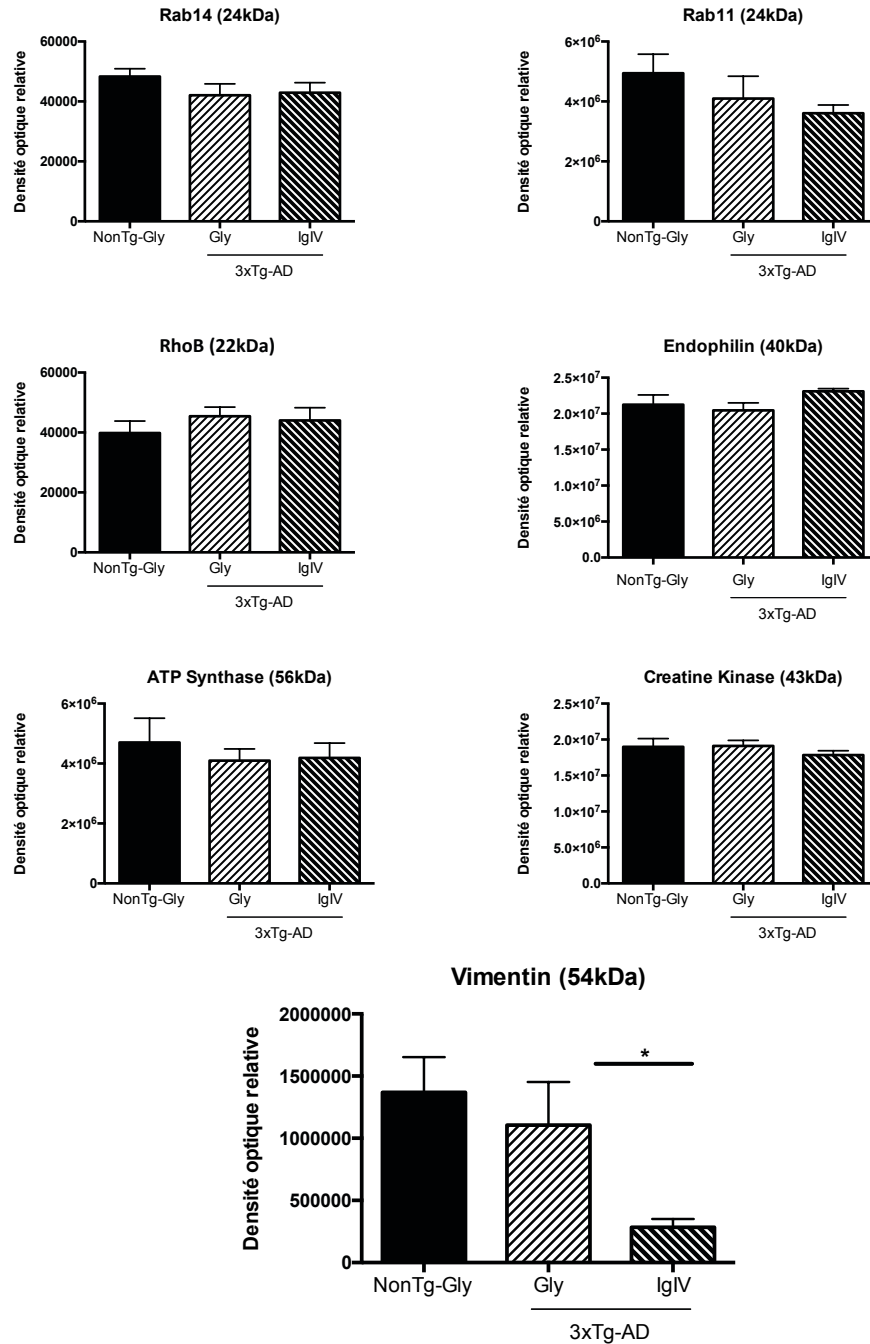 Rab14 (24kDa)
Densité optique relative
60000
40000
20000
0
NonTg-Gly Gly IgIV
3xTg-AD
Rab11 (24kDa)
Densité optique relative
6×10⁶
4×10⁶
2×10⁶
0
NonTg-Gly Gly IgIV
3xTg-AD
RhoB (22kDa)
Densité optique relative
60000
40000
20000
0
NonTg-Gly Gly IgIV
3xTg-AD
Endophilin (40kDa)
Densité optique relative
2.5×10⁷
2.0×10⁷
1.5×10⁷
1.0×10⁷
5.0×10⁶
0.0
NonTg-Gly Gly IgIV
3xTg-AD
ATP Synthase (56kDa)
Densité optique relative
6×10⁶
4×10⁶
2×10⁶
0
NonTg-Gly Gly IgIV
3xTg-AD
Creatine Kinase (43kDa)
Densité optique relative
2.5×10⁷
2.0×10⁷
1.5×10⁷
1.0×10⁷
5.0×10⁶
0.0
NonTg-Gly Gly IgIV
3xTg-AD
Vimentin (54kDa)
Densité optique relative
2000000
1500000
1000000
500000
0
*
NonTg-Gly Gly IgIV
3xTg-AD